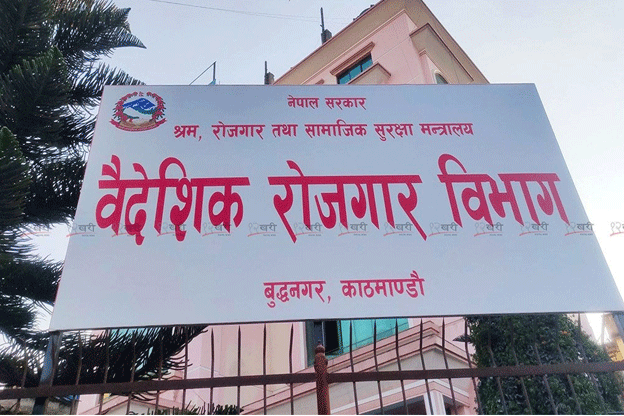 नेपाल सरकार
श्रम, रोजगार तथा सामाजिक सुरक्षा मन्त्रालय
वैदेशिक रोजगार विभाग
बुद्धनगर, काठमाण्डौ